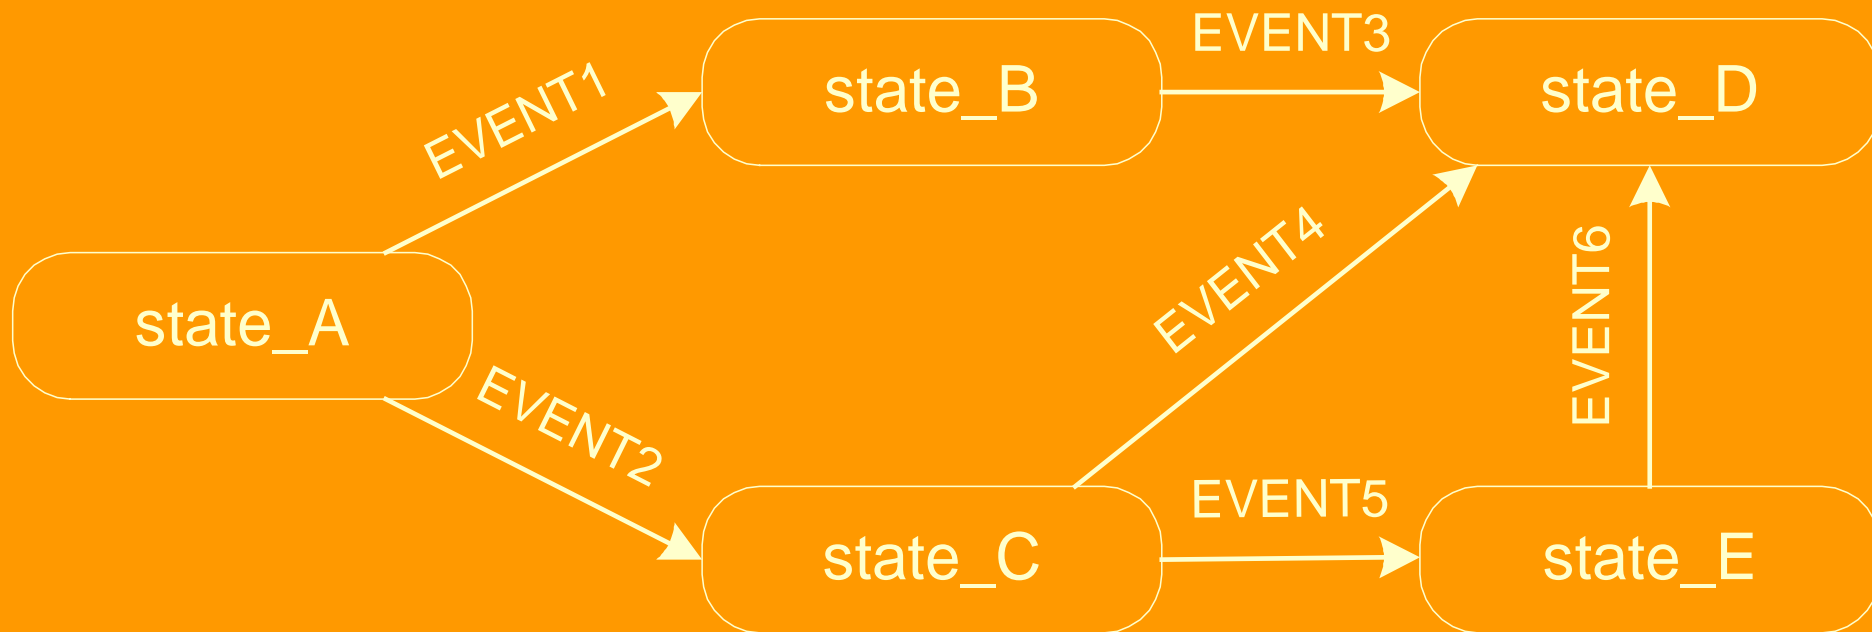 EVENT3
state_B
state_D
EVENT1
EVENT4
EVENT6
state_A
EVENT2
EVENT5
state_C
state_E